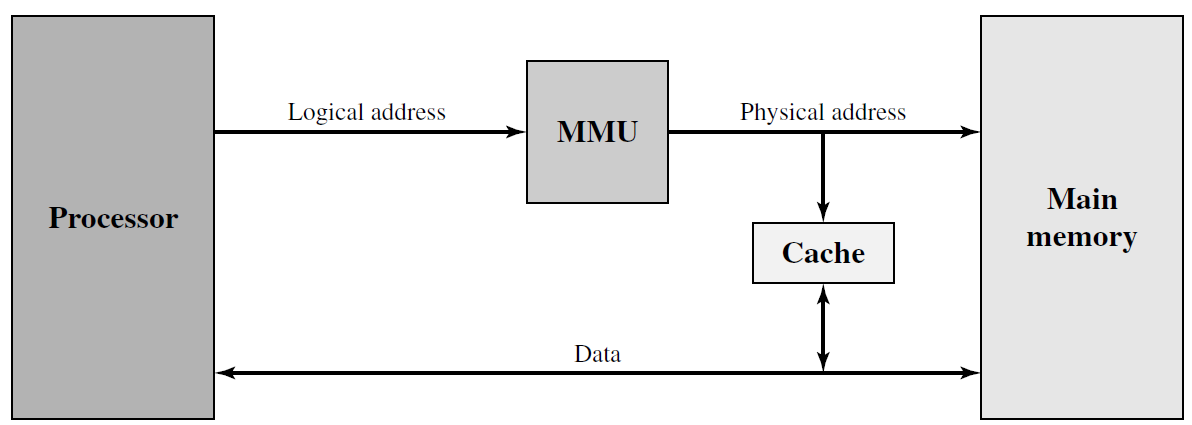 Logical address
MMU
Physical address
Processor
Main
memory
Cache
Data